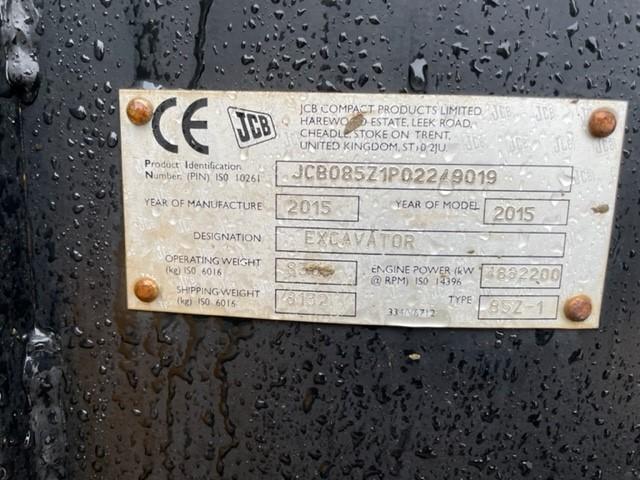 CE
JCB
JCB COMPACT PRODUCTS LIMITED
HAREWOOD ESTATE, LEEK ROAD,
CHEADLE, STOKE ON TRENT,
UNITED KINGDOM, ST10 2JU.
Product Identification
Number. (PIN) ISO 10261
JCB085Z1P02249019
YEAR OF MANUFACTURE 2015 YEAR OF MODEL 2015
DESIGNATION EXCAVATOR
OPERATING WEIGHT
(kg) ISO 6016
ENGINE POWER (kW
@ RPM) ISO 14396
SHIPPING WEIGHT
(kg) ISO 6016
8132
TYPE 85Z-1